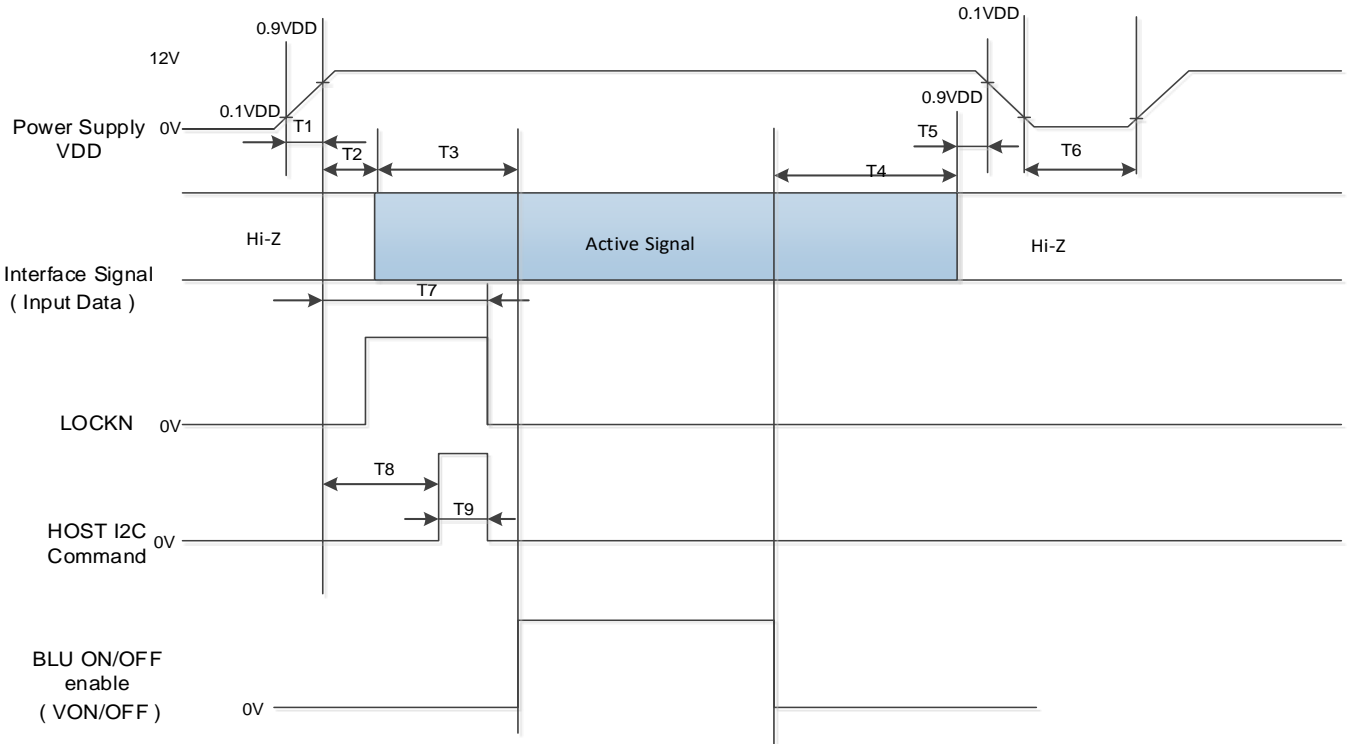 0.9VDD
0.1VDD
12V
0.1VDD
0.9VDD
Power Supply
VDD
0V
T1
T2
T3
T4
T5
T6
Hi-Z
Active Signal
Hi-Z
Interface Signal
( Input Data )
T7
LOCKN
0V
T8
T9
HOST I2C
Command
0V
BLU ON/OFF
enable
( VON/OFF )
0V